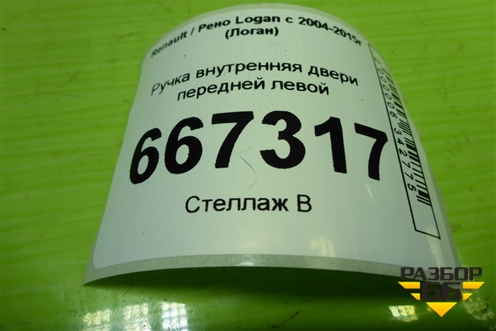 Renault / Рено Logan с 2004-2015г
(Логан)
Ручка внутренняя двери
передней левой
667317
Стеллаж В
РАЗБОР